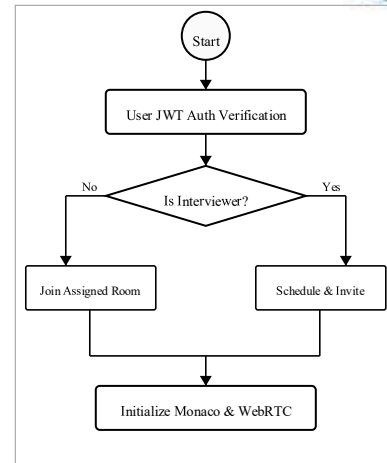 Start
User JWT Auth Verification
Is Interviewer?
No
Yes
Join Assigned Room
Schedule & Invite
Initialize Monaco & WebRTC